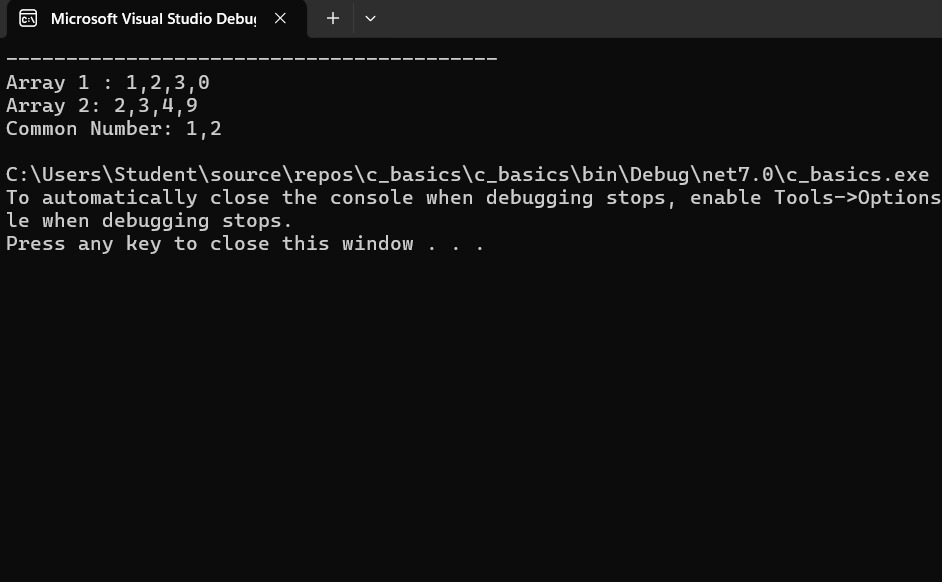 Microsoft Visual Studio Debu
-----------------------------------------
Array 1 : 1,2,3,0
Array 2: 2,3,4,9
Common Number: 1,2
C:\Users\Student\source\repos\c_basics\c_basics\bin\Debug\net7.0\c_basics.exe
To automatically close the console when debugging stops, enable Tools->Options
le when debugging stops.
Press any key to close this window . . .